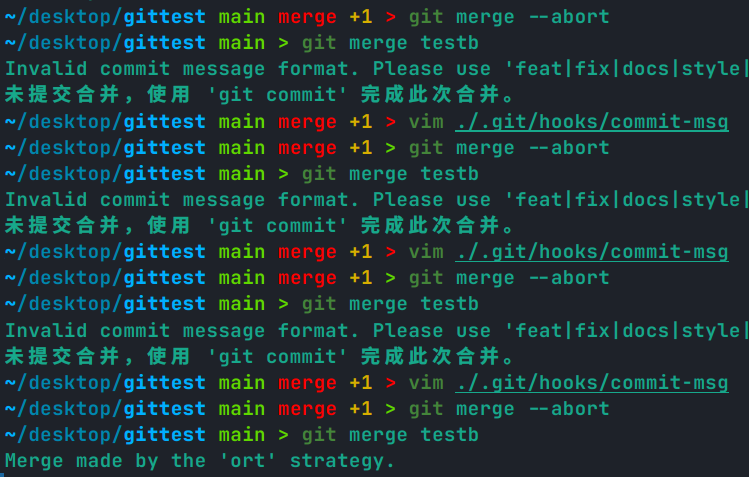 ~/desktop/gittest main merge +1 > git merge --abort
~/desktop/gittest main > git merge testb
Invalid commit message format. Please use 'feat|fix|docs|style|
未提交合并，使用 'git commit' 完成此次合并。
~/desktop/gittest main merge +1 > vim ./.git/hooks/commit-msg
~/desktop/gittest main merge +1 > git merge --abort
~/desktop/gittest main > git merge testb
Invalid commit message format. Please use 'feat|fix|docs|style|
未提交合并，使用 'git commit' 完成此次合并。
~/desktop/gittest main merge +1 > vim ./.git/hooks/commit-msg
~/desktop/gittest main merge +1 > git merge --abort
~/desktop/gittest main > git merge testb
Invalid commit message format. Please use 'feat|fix|docs|style|
未提交合并，使用 'git commit' 完成此次合并。
~/desktop/gittest main merge +1 > vim ./.git/hooks/commit-msg
~/desktop/gittest main merge +1 > git merge --abort
~/desktop/gittest main > git merge testb
Merge made by the 'ort' strategy.